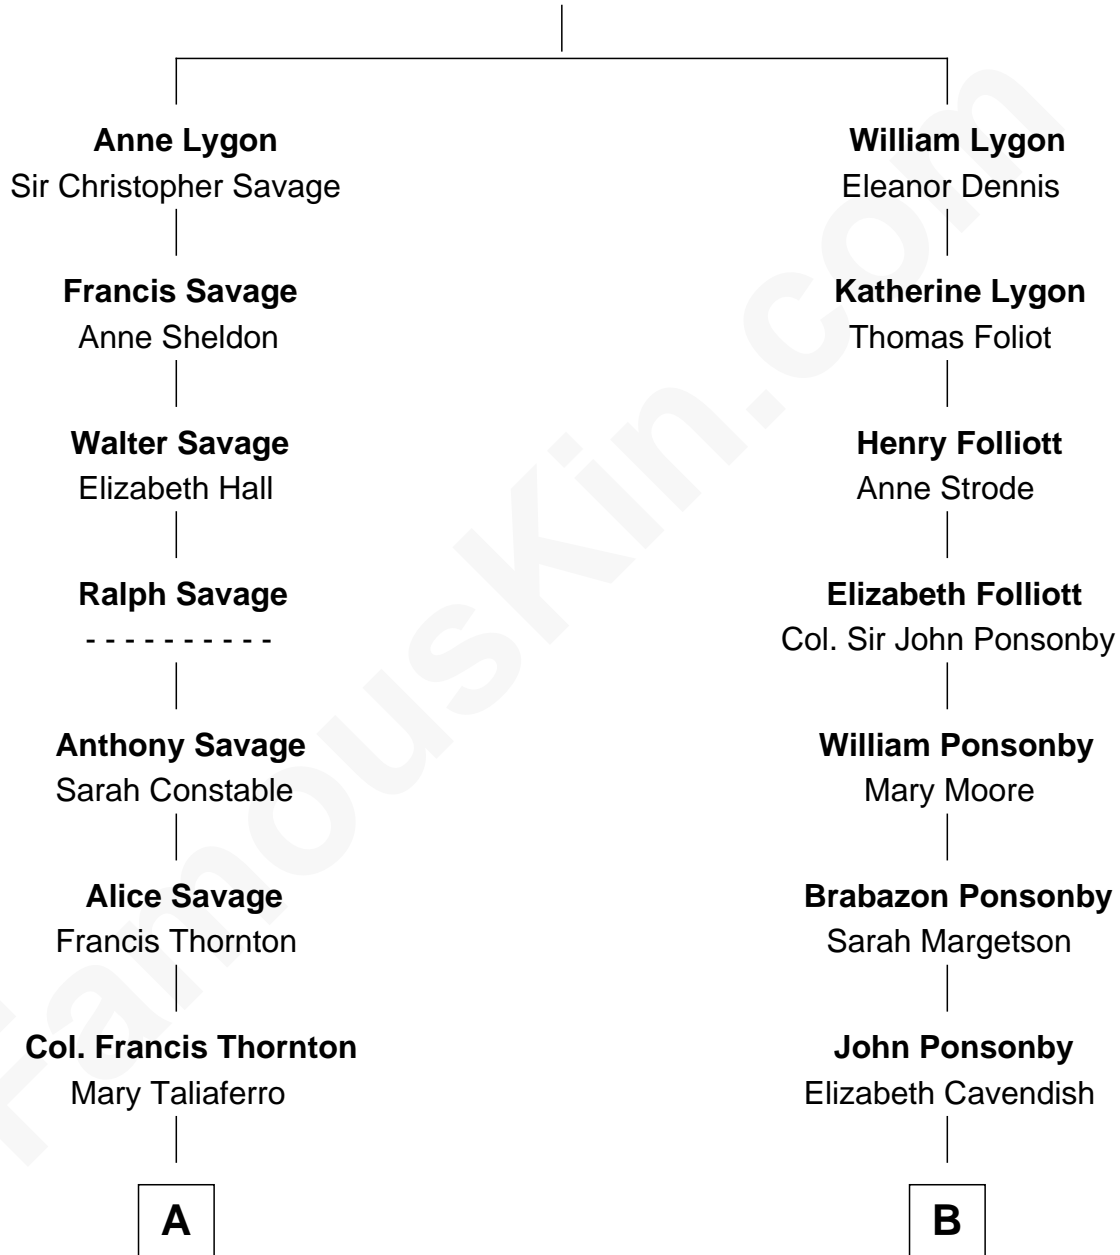 Anne Lygon
Sir Christopher Savage
Francis Savage
Anne Sheldon
Walter Savage
Elizabeth Hall
Ralph Savage
- - - - - - - - - -
Anthony Savage
Sarah Constable
Alice Savage
Francis Thornton
Col. Francis Thornton
Mary Taliaferro
A
William Lygon
Eleanor Dennis
Katherine Lygon
Thomas Foliot
Henry Folliott
Anne Strode
Elizabeth Folliott
Col. Sir John Ponsonby
William Ponsonby
Mary Moore
Brabazon Ponsonby
Sarah Margetson
John Ponsonby
Elizabeth Cavendish
B
FamousKin.com